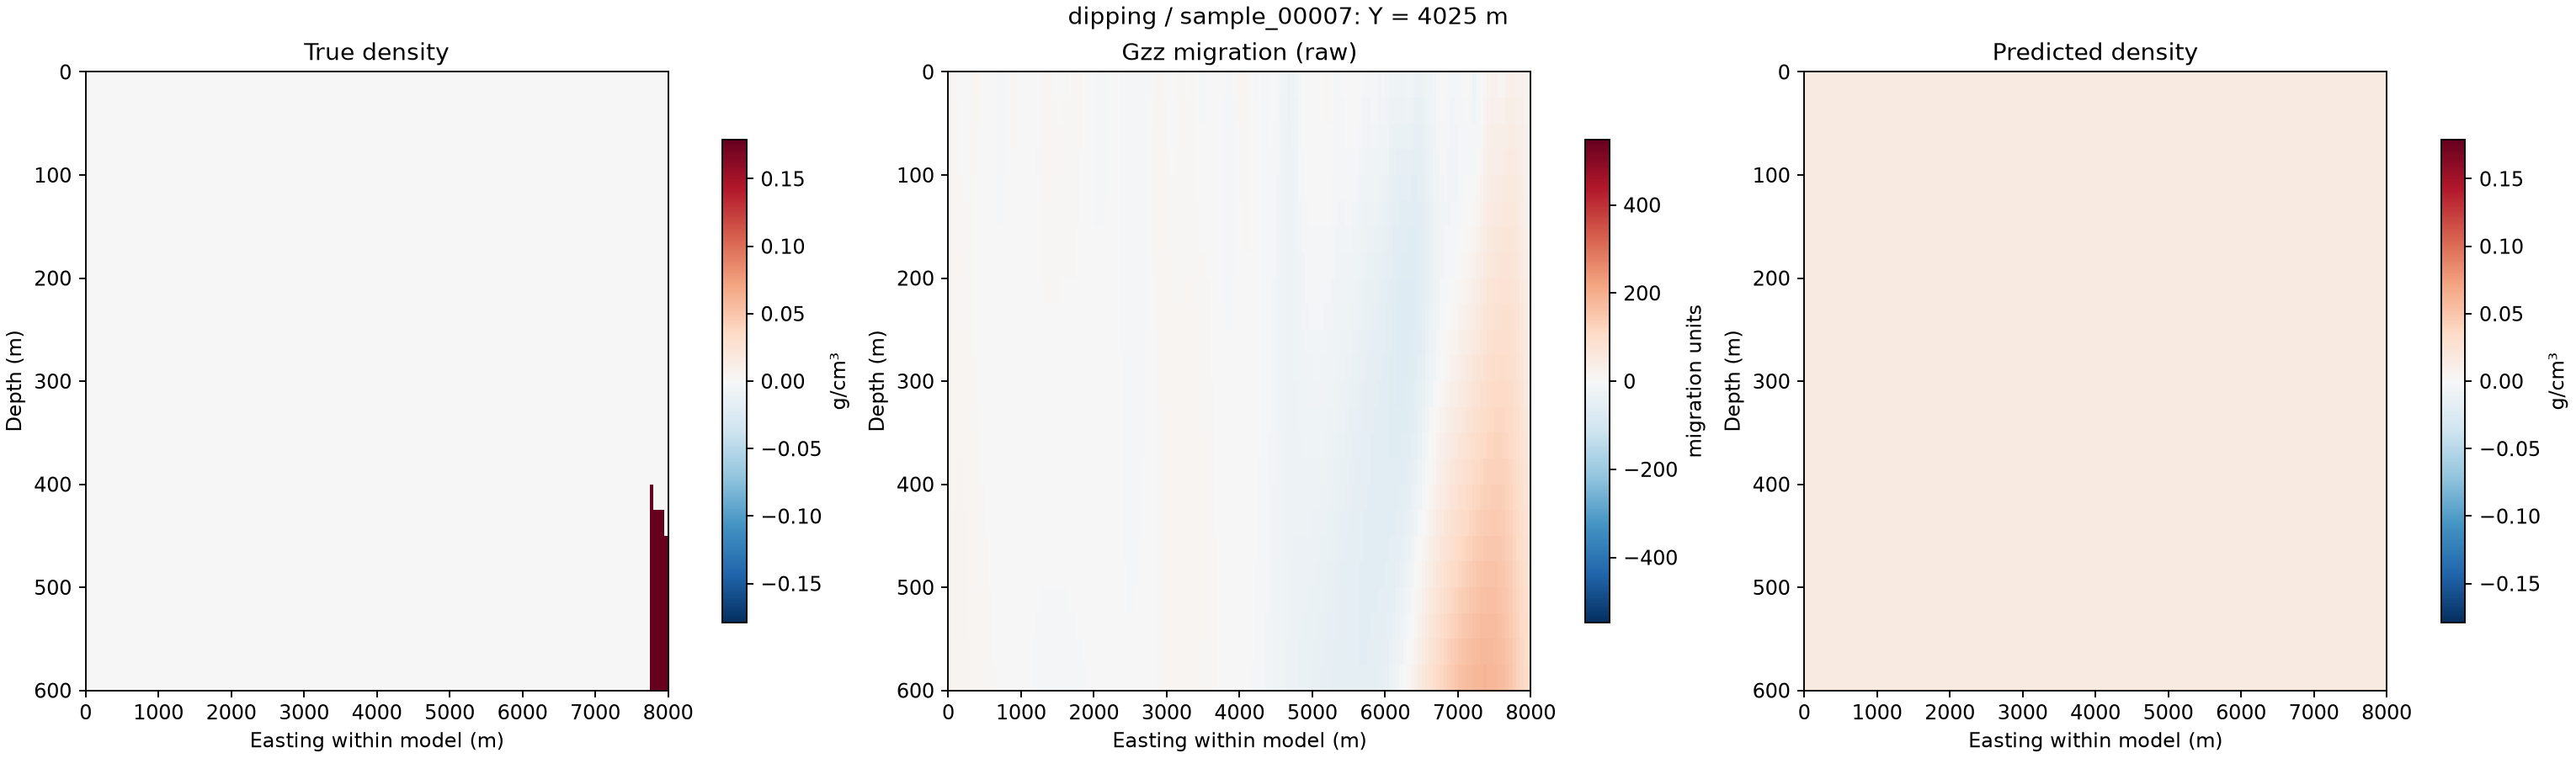 dipping / sample_00007: Y = 4025 m
True density
0
100
200
300
400
500
600
Depth (m)
0 1000 2000 3000 4000 5000 6000 7000 8000
Easting within model (m)
0.15
0.10
0.05
0.00
−0.05
−0.10
−0.15
g/cm³
Gzz migration (raw)
0
100
200
300
400
500
600
Depth (m)
0 1000 2000 3000 4000 5000 6000 7000 8000
Easting within model (m)
400
200
0
−200
−400
migration units
Predicted density
0
100
200
300
400
500
600
Depth (m)
0 1000 2000 3000 4000 5000 6000 7000 8000
Easting within model (m)
0.15
0.10
0.05
0.00
−0.05
−0.10
−0.15
g/cm³